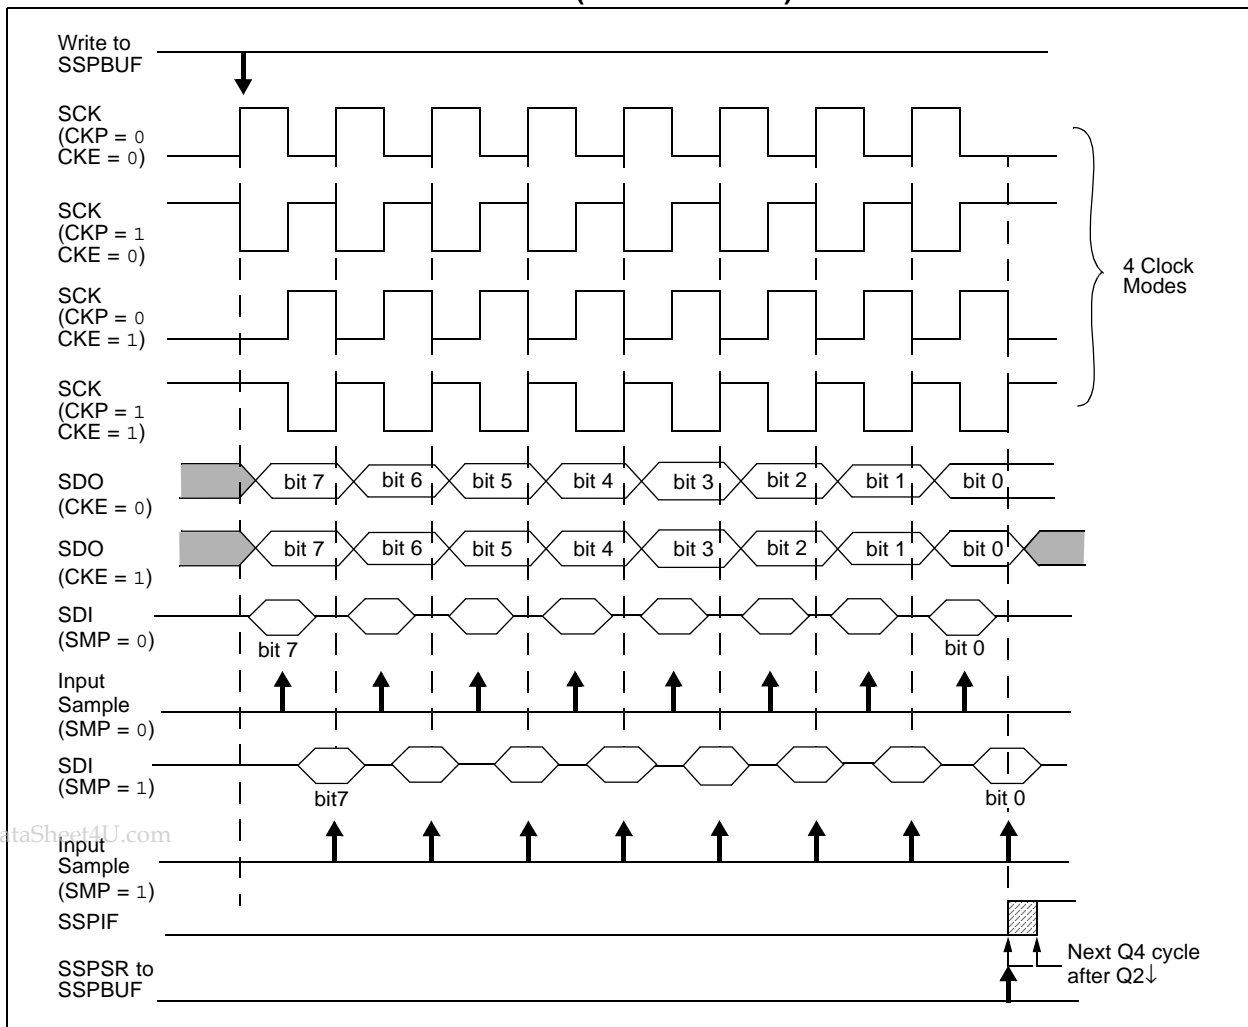 Write to
SSPBUF
SCK
(CKP = 0
CKE = 0)
SCK
(CKP = 1
CKE = 0)
SCK
(CKP = 0
CKE = 1)
SCK
(CKP = 1
CKE = 1)
4 Clock
Modes
SDO
(CKE = 0)
bit 7 bit 6 bit 5 bit 4 bit 3 bit 2 bit 1 bit 0
SDO
(CKE = 1)
bit 7 bit 6 bit 5 bit 4 bit 3 bit 2 bit 1 bit 0
SDI
(SMP = 0)
bit 7 bit 0
Input
Sample
(SMP = 0)
SDI
(SMP = 1)
bit7 bit 0
ataSheet4U.com
Input
Sample
(SMP = 1)
SSPIF
SSPSR to
SSPBUF
Next Q4 cycle
after Q2↓